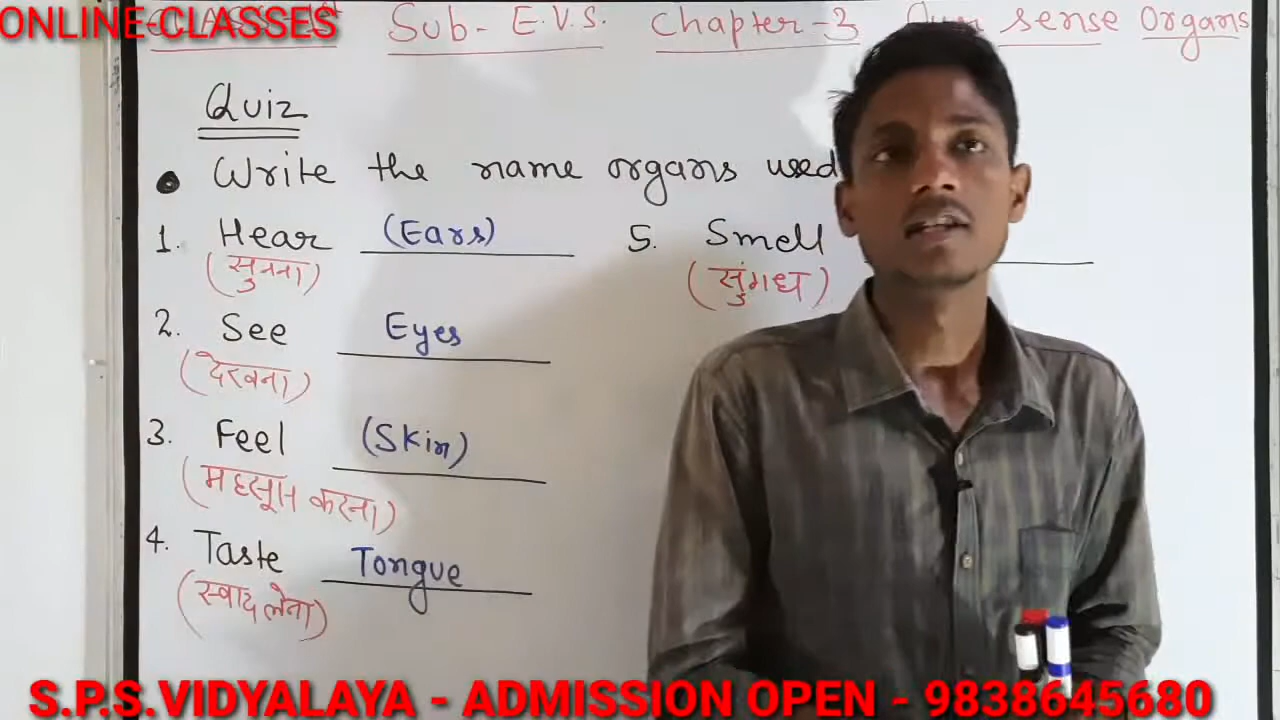 ONLINE CLASSES
Sub- E.V.S. Chapter-3 Our sense Organs
Quiz
• Write the name organs used
1. Hear (Ears)
(सुनना)
2. See Eyes
(देखना)
3. Feel (Skin)
(महसूस करना)
4. Taste Tongue
(स्वाद लेना)
5. Smell
(सुंगध)
S.P.S.VIDYALAYA - ADMISSION OPEN - 9838645680